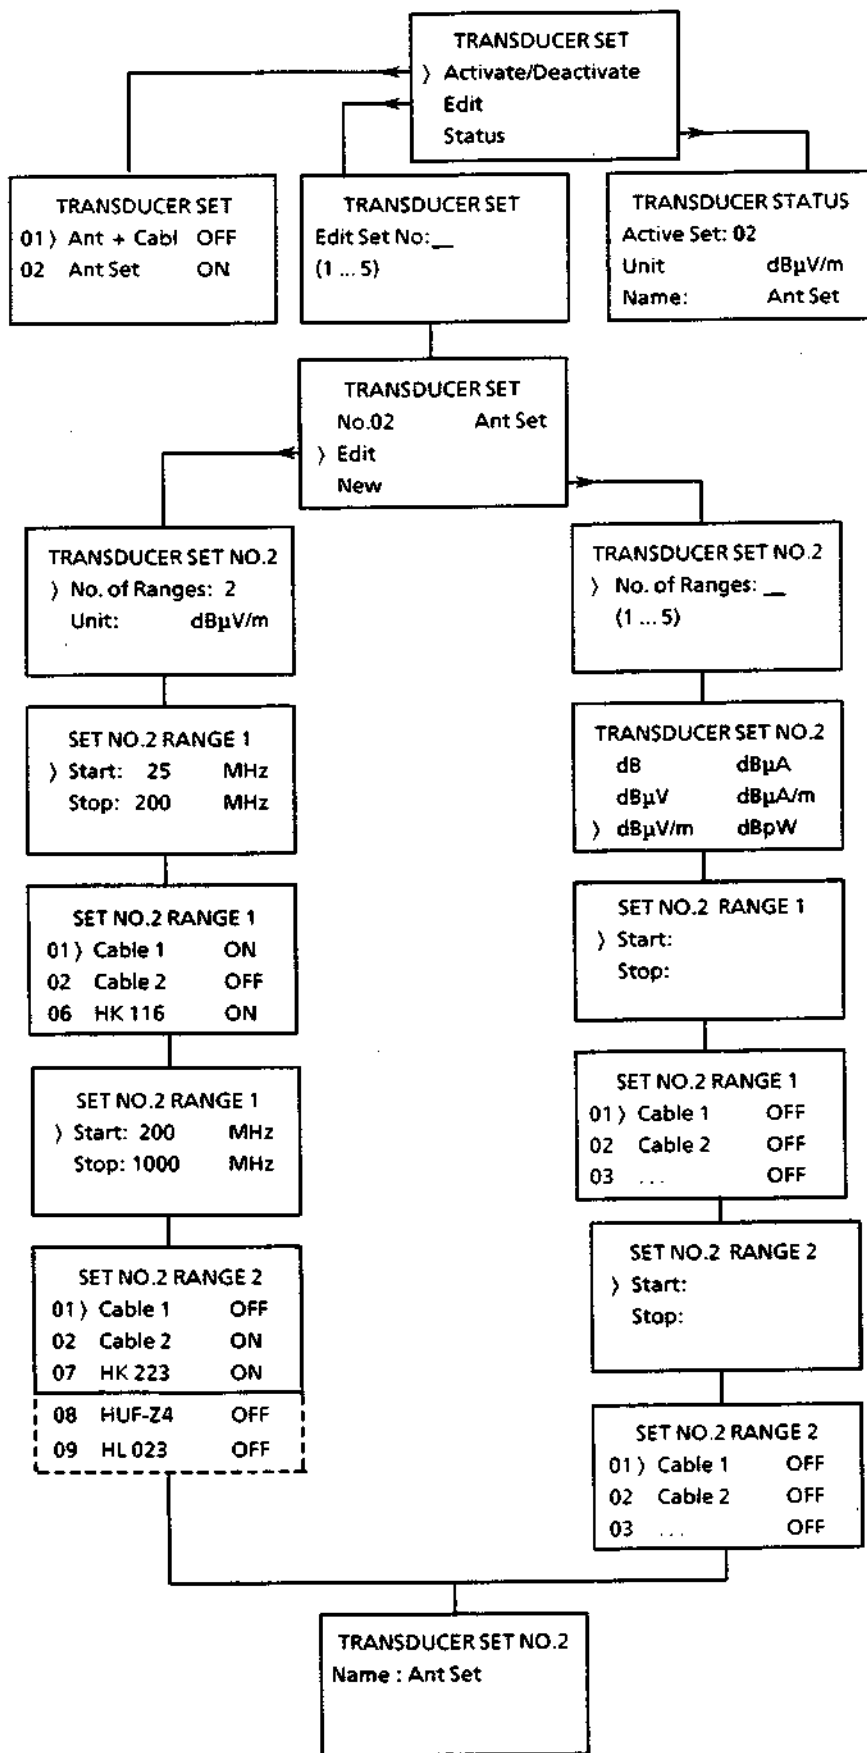 TRANSDUCER SET
⟩ Activate/Deactivate
Edit
Status
TRANSDUCER SET
01⟩ Ant + Cabl OFF
02 Ant Set ON
TRANSDUCER SET
Edit Set No:__
(1 ... 5)
TRANSDUCER STATUS
Active Set: 02
Unit dBµV/m
Name: Ant Set
TRANSDUCER SET
No.02 Ant Set
⟩ Edit
New
TRANSDUCER SET NO.2
⟩ No. of Ranges: 2
Unit: dBµV/m
SET NO.2 RANGE 1
⟩ Start: 25 MHz
Stop: 200 MHz
SET NO.2 RANGE 1
01⟩ Cable 1 ON
02 Cable 2 OFF
06 HK 116 ON
SET NO.2 RANGE 1
⟩ Start: 200 MHz
Stop: 1000 MHz
SET NO.2 RANGE 2
01⟩ Cable 1 OFF
02 Cable 2 ON
07 HK 223 ON
08 HUF-Z4 OFF
09 HL 023 OFF
TRANSDUCER SET NO.2
⟩ No. of Ranges: __
(1 ... 5)
TRANSDUCER SET NO.2
dB dBµA
dBµV dBµA/m
⟩ dBµV/m dBpW
SET NO.2 RANGE 1
⟩ Start:
Stop:
SET NO.2 RANGE 1
01⟩ Cable 1 OFF
02 Cable 2 OFF
03 ... OFF
SET NO.2 RANGE 2
⟩ Start:
Stop:
SET NO.2 RANGE 2
01⟩ Cable 1 OFF
02 Cable 2 OFF
03 ... OFF
TRANSDUCER SET NO.2
Name : Ant Set